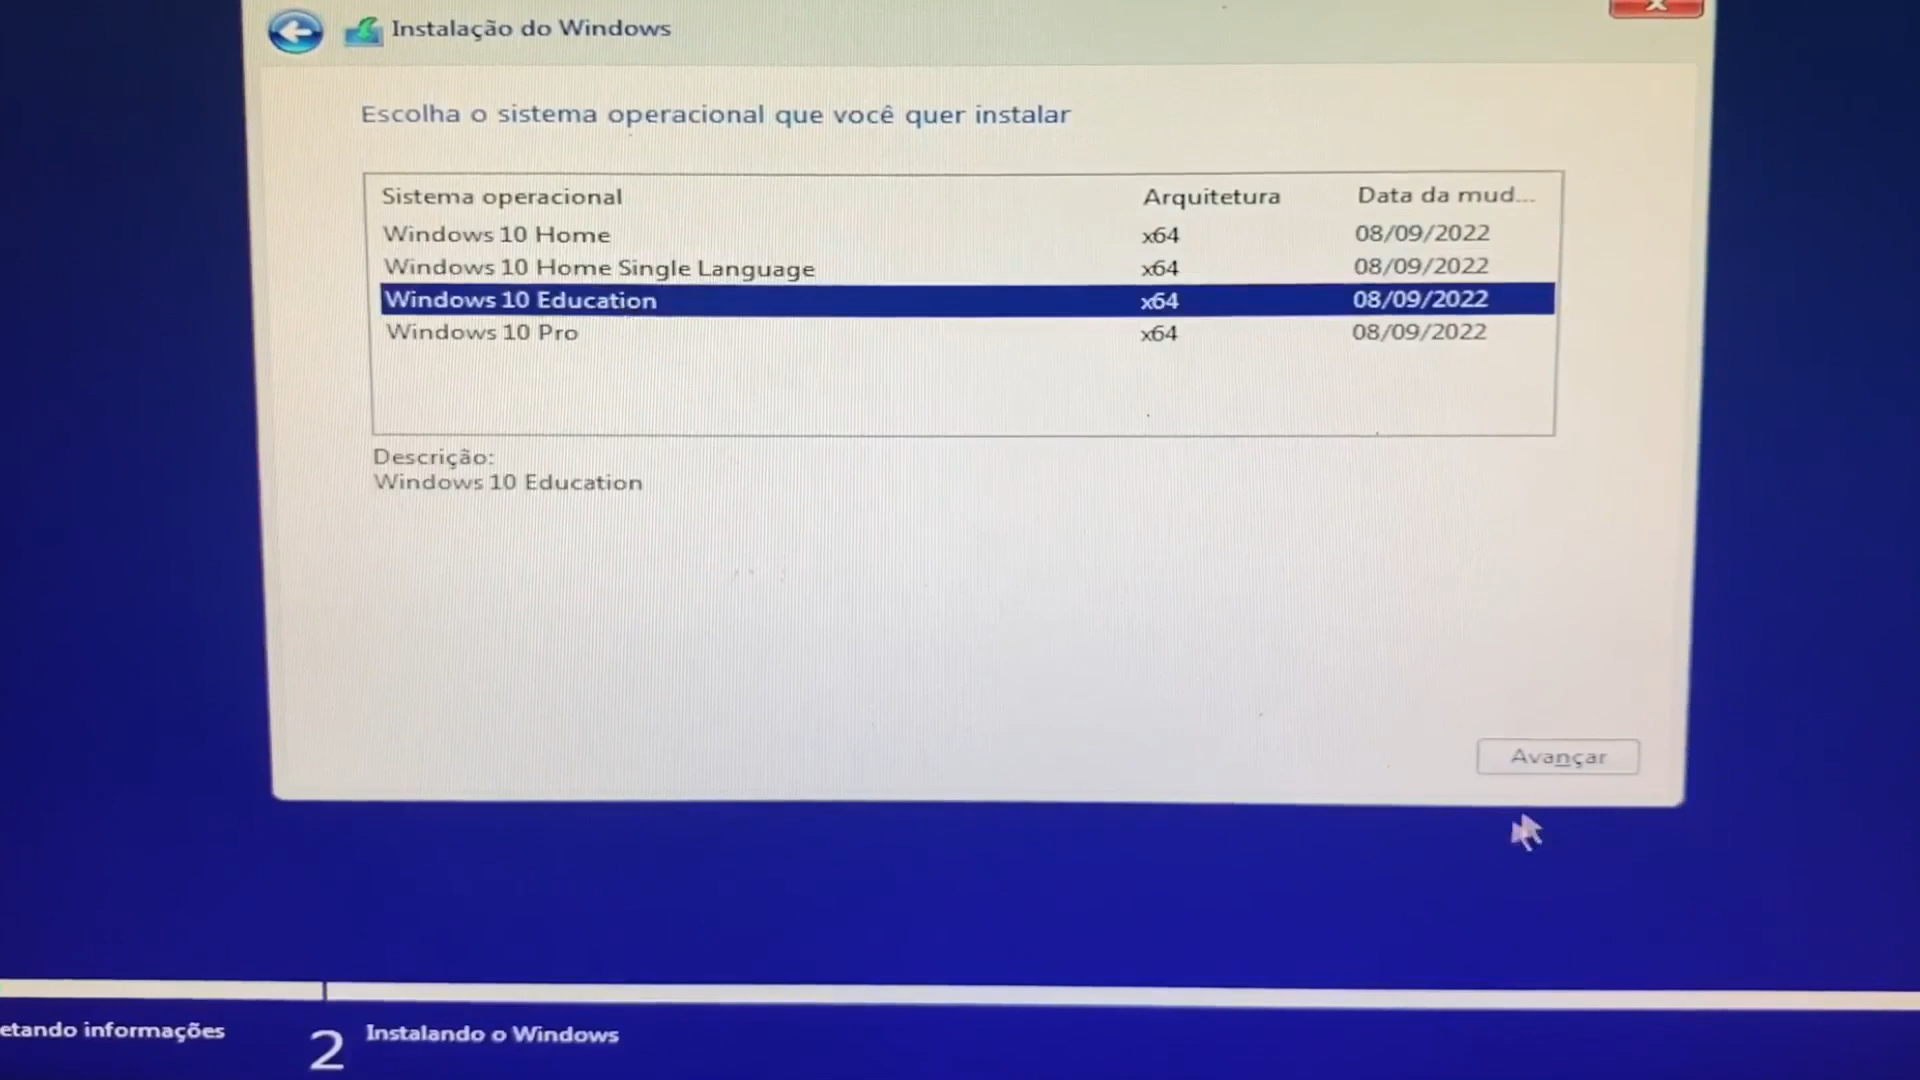 Instalação do Windows
Escolha o sistema operacional que você quer instalar
Sistema operacional Arquitetura Data da mud...
Windows 10 Home x64 08/09/2022
Windows 10 Home Single Language x64 08/09/2022
Windows 10 Education x64 08/09/2022
Windows 10 Pro x64 08/09/2022
Descrição:
Windows 10 Education
Avançar
etando informações
2 Instalando o Windows